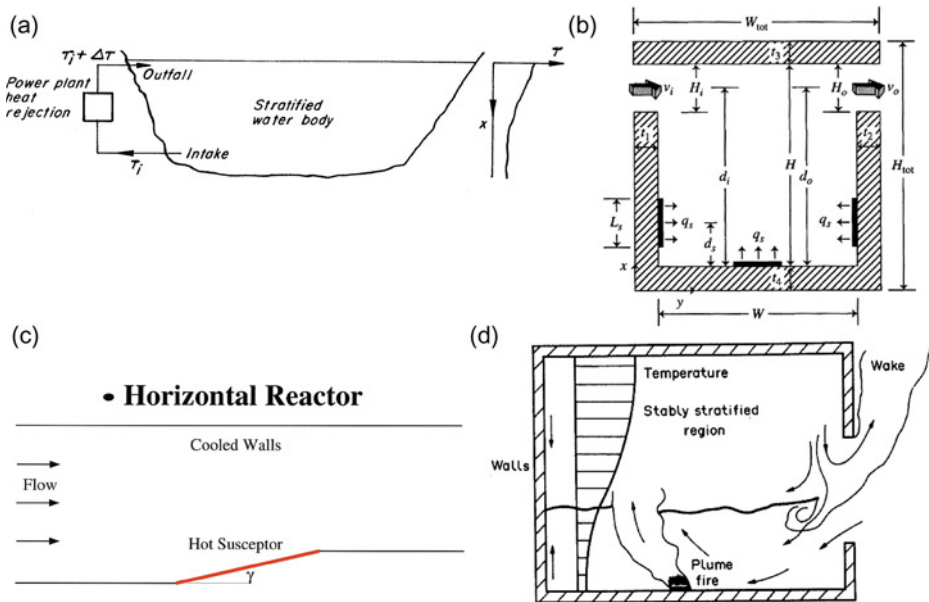 (a)
T_i + ΔT
Outfall
Power plant
heat
rejection
Stratified
water body
Intake
T_i
T
x
(b)
W_tot
t_3
v_i
H_i
H_o
v_o
t_1
t_2
H
H_tot
d_i
d_o
L_s
q_s
d_s
q_s
q_s
x
t_4
y
W
(c)
• Horizontal Reactor
Cooled Walls
Flow
Hot Susceptor
γ
(d)
Temperature
Wake
Stably stratified
region
Walls
Plume
fire